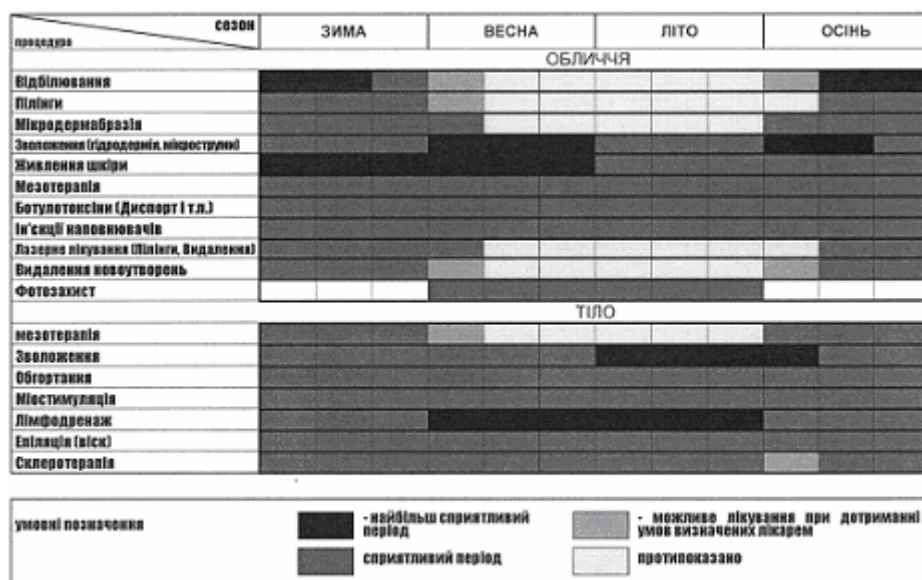 сезон
процедура
ЗИМА ВЕСНА ЛІТО ОСІНЬ
ОБЛИЧЧЯ
Відбілювання
Пілінги
Мікродермабразія
Зволоження (гідродермія, мікроструми)
Живлення шкіри
Мезотерапія
Ботулотоксіни (Диспорт і т.п.)
Ін'єкції наповнювачів
Лазерне лікування (Пілінги, Видалення)
Видалення новоутворень
Фотозахист
ТІЛО
мезотерапія
Зволоження
Обгортання
Міостимуляція
Лімфодренаж
Епіляція (віск)
Склеротерапія
умовні позначення
- найбільш сприятливий
період
- можливе лікування при дотриманні
умов визначених лікарем
сприятливий період
протипоказано